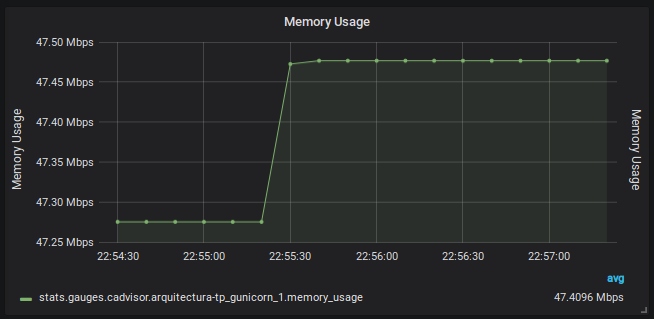 Memory Usage
47.50 Mbps
47.45 Mbps
47.40 Mbps
47.35 Mbps
47.30 Mbps
47.25 Mbps
Memory Usage
Memory Usage
22:54:30 22:55:00 22:55:30 22:56:00 22:56:30 22:57:00
avg
stats.gauges.cadvisor.arquitectura-tp_gunicorn_1.memory_usage 47.4096 Mbps